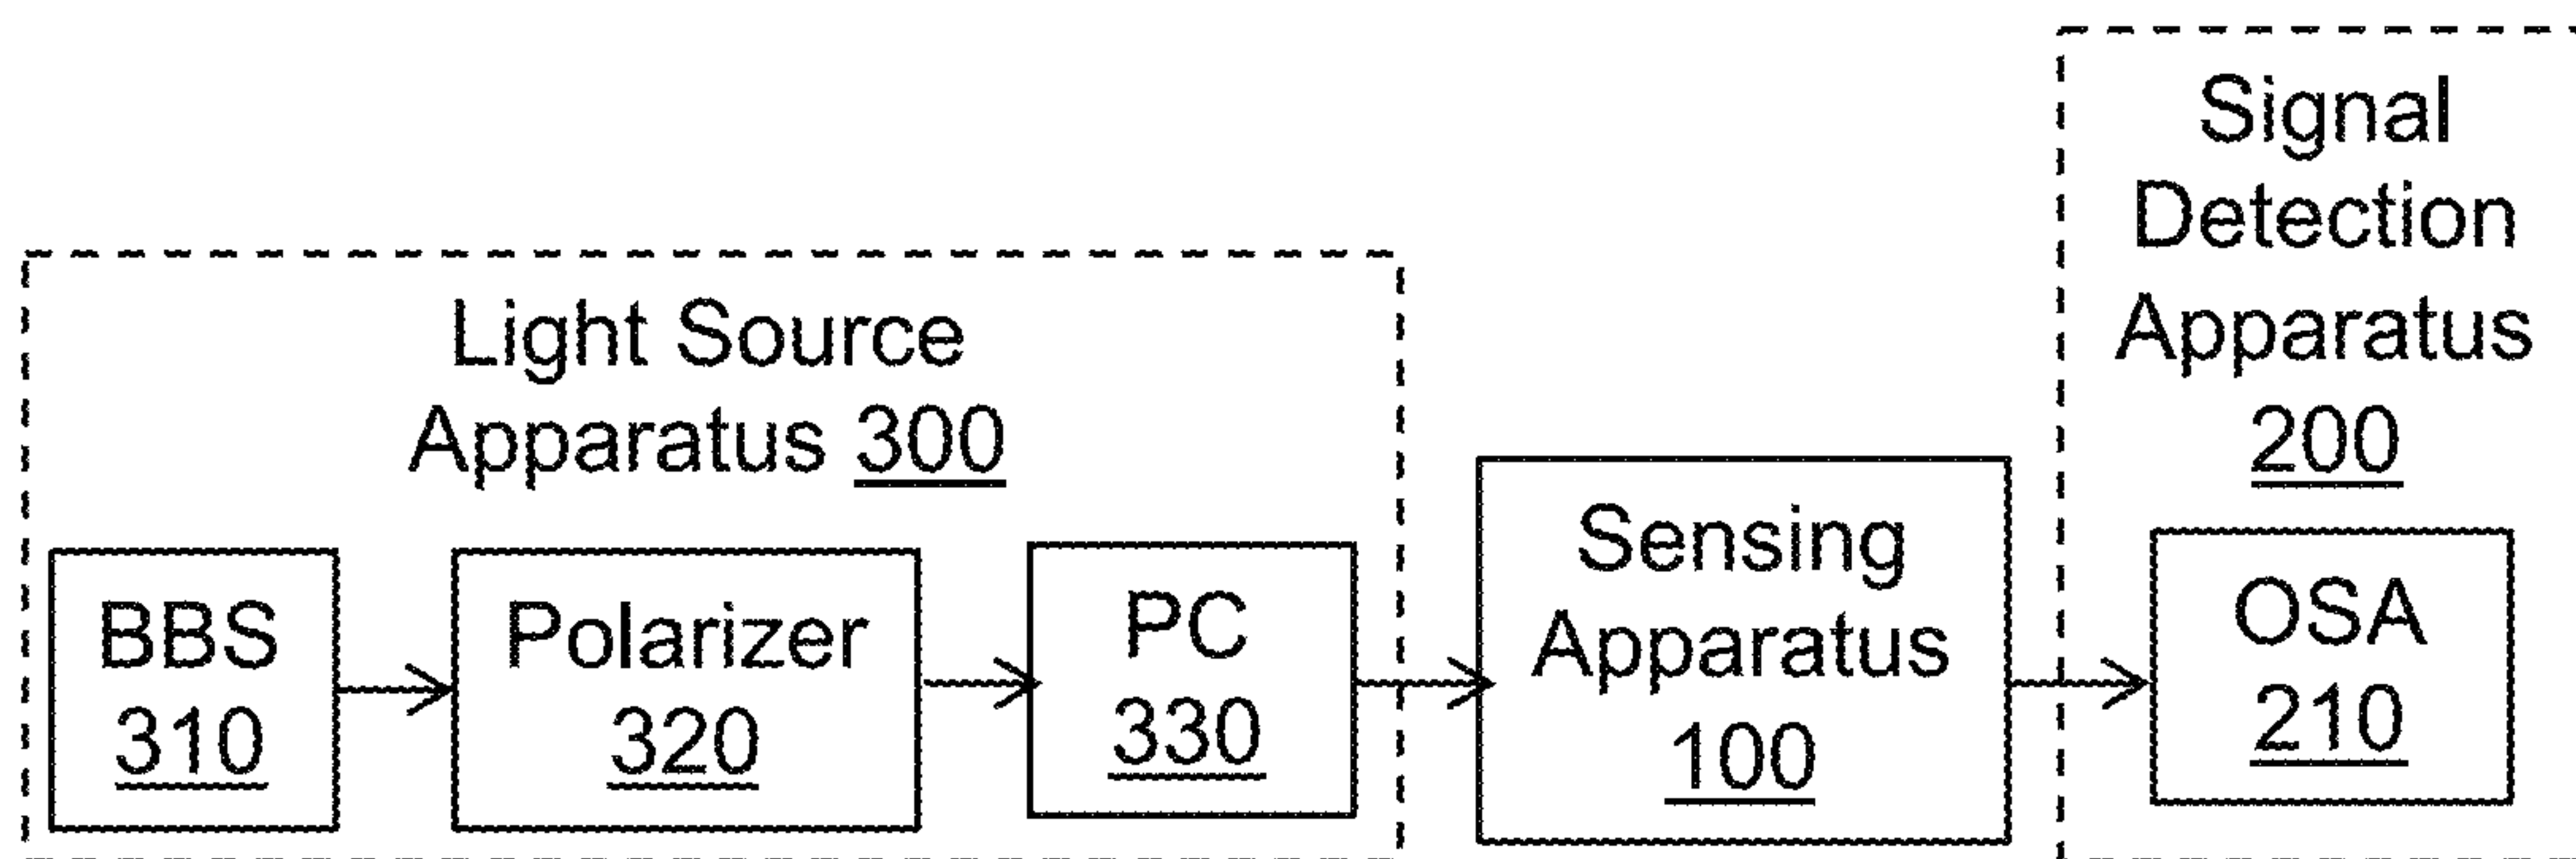 Light Source
Apparatus 300
BBS
310
Polarizer
320
PC
330
Sensing
Apparatus
100
Signal
Detection
Apparatus
200
OSA
210